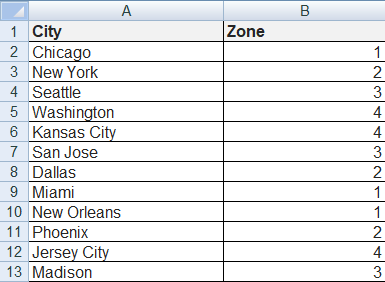 A B
1 City Zone
2 Chicago 1
3 New York 2
4 Seattle 3
5 Washington 4
6 Kansas City 4
7 San Jose 3
8 Dallas 2
9 Miami 1
10 New Orleans 1
11 Phoenix 2
12 Jersey City 4
13 Madison 3